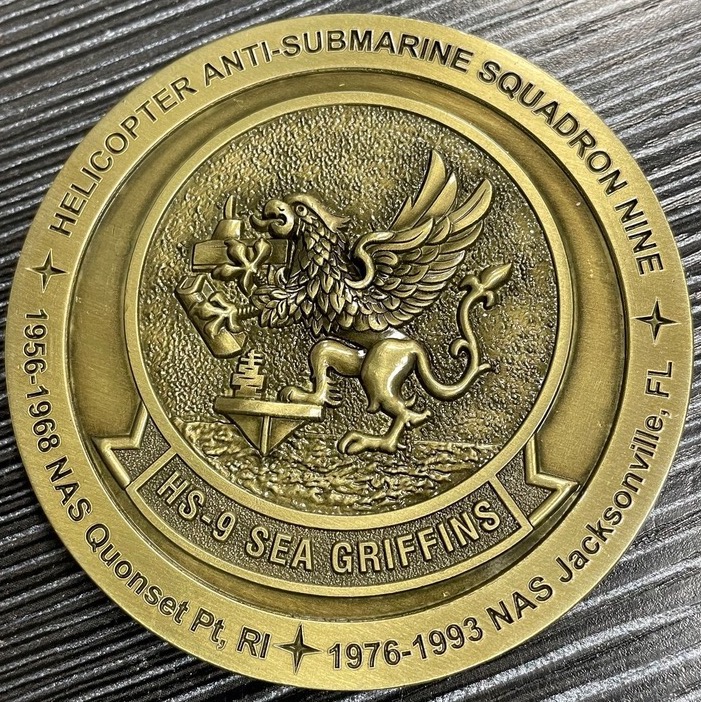 HELICOPTER ANTI-SUBMARINE SQUADRON NINE
1956-1968 NAS Quonset Pt, RI
1976-1993 NAS Jacksonville, FL
HS-9 SEA GRIFFINS